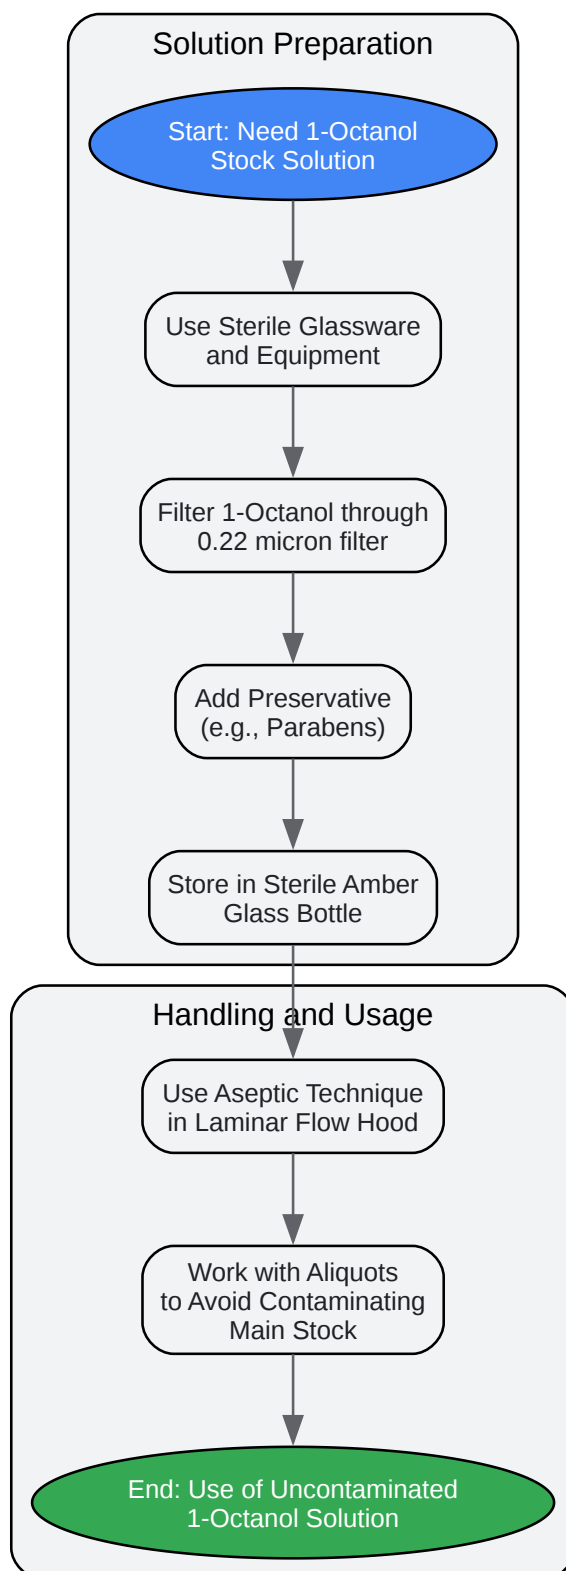 Solution Preparation
Start: Need 1-Octanol
Stock Solution
Use Sterile Glassware
and Equipment
Filter 1-Octanol through
0.22 micron filter
Add Preservative
(e.g., Parabens)
Store in Sterile Amber
Glass Bottle
Handling and Usage
Use Aseptic Technique
in Laminar Flow Hood
Work with Aliquots
to Avoid Contaminating
Main Stock
End: Use of Uncontaminated
1-Octanol Solution